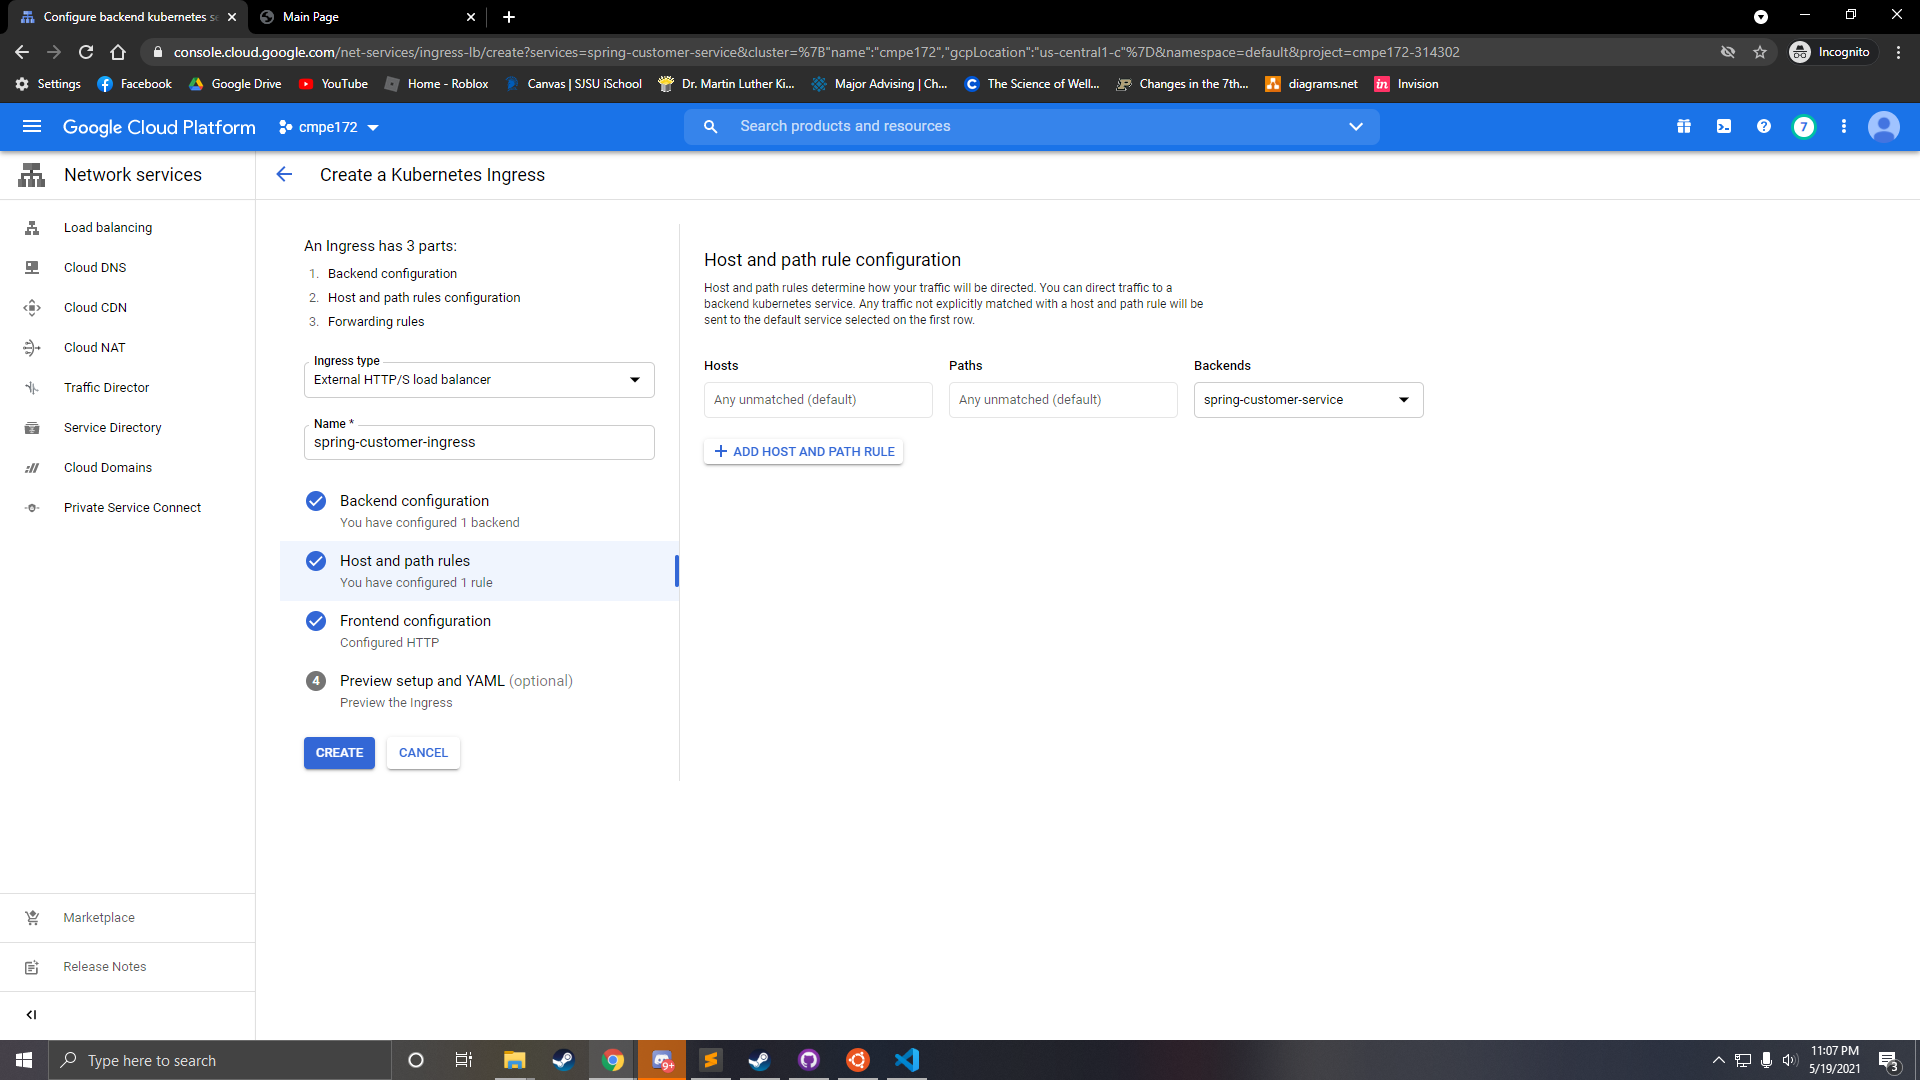 Configure backend kubernetes se
Main Page
console.cloud.google.com/net-services/ingress-lb/create?services=spring-customer-service&cluster=%7B"name":"cmpe172","gcpLocation":"us-central1-c"%7D&namespace=default&project=cmpe172-314302
Incognito
Settings
Facebook
Google Drive
YouTube
Home - Roblox
Canvas | SJSU iSchool
Dr. Martin Luther Ki...
Major Advising | Ch...
The Science of Well...
Changes in the 7th...
diagrams.net
in
Invision
Google Cloud Platform
cmpe172
Search products and resources
7
Network services
Create a Kubernetes Ingress
Load balancing
Cloud DNS
Cloud CDN
Cloud NAT
Traffic Director
Service Directory
Cloud Domains
Private Service Connect
Marketplace
Release Notes
An Ingress has 3 parts:
1. Backend configuration
2. Host and path rules configuration
3. Forwarding rules
Ingress type
External HTTP/S load balancer
Name *
spring-customer-ingress
Backend configuration
You have configured 1 backend
Host and path rules
You have configured 1 rule
Frontend configuration
Configured HTTP
4 Preview setup and YAML (optional)
Preview the Ingress
CREATE
CANCEL
Host and path rule configuration
Host and path rules determine how your traffic will be directed. You can direct traffic to a
backend kubernetes service. Any traffic not explicitly matched with a host and path rule will be
sent to the default service selected on the first row.
Hosts
Paths
Backends
Any unmatched (default)
Any unmatched (default)
spring-customer-service
ADD HOST AND PATH RULE
Type here to search
9+
11:07 PM
5/19/2021
3